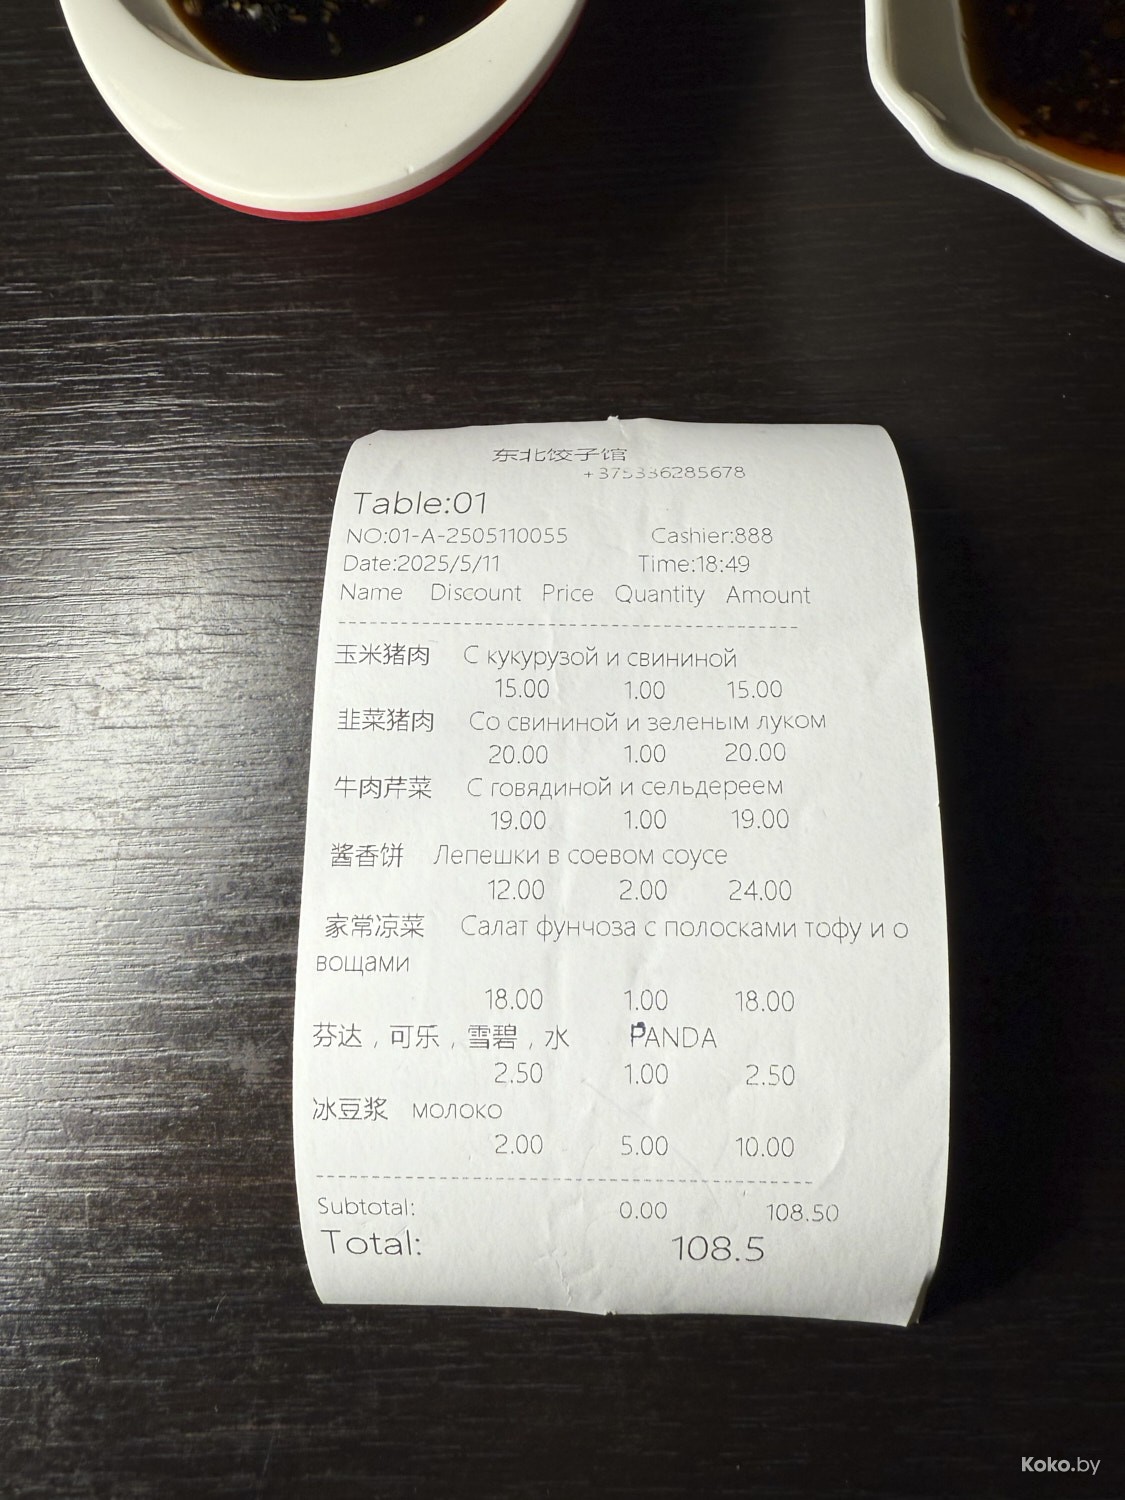 东北饺子馆
+375336285678
Table:01
NO:01-A-2505110055 Cashier:888
Date:2025/5/11 Time:18:49
Name Discount Price Quantity Amount
玉米猪肉 С кукурузой и свининой
15.00 1.00 15.00
韭菜猪肉 Со свининой и зеленым луком
20.00 1.00 20.00
牛肉芹菜 С говядиной и сельдереем
19.00 1.00 19.00
酱香饼 Лепешки в соевом соусе
12.00 2.00 24.00
家常凉菜 Салат фунчоза с полосками тофу и о
вощами
18.00 1.00 18.00
芬达，可乐，雪碧，水 PANDA
2.50 1.00 2.50
冰豆浆 молоко
2.00 5.00 10.00
Subtotal: 0.00 108.50
Total: 108.5
Koko.by